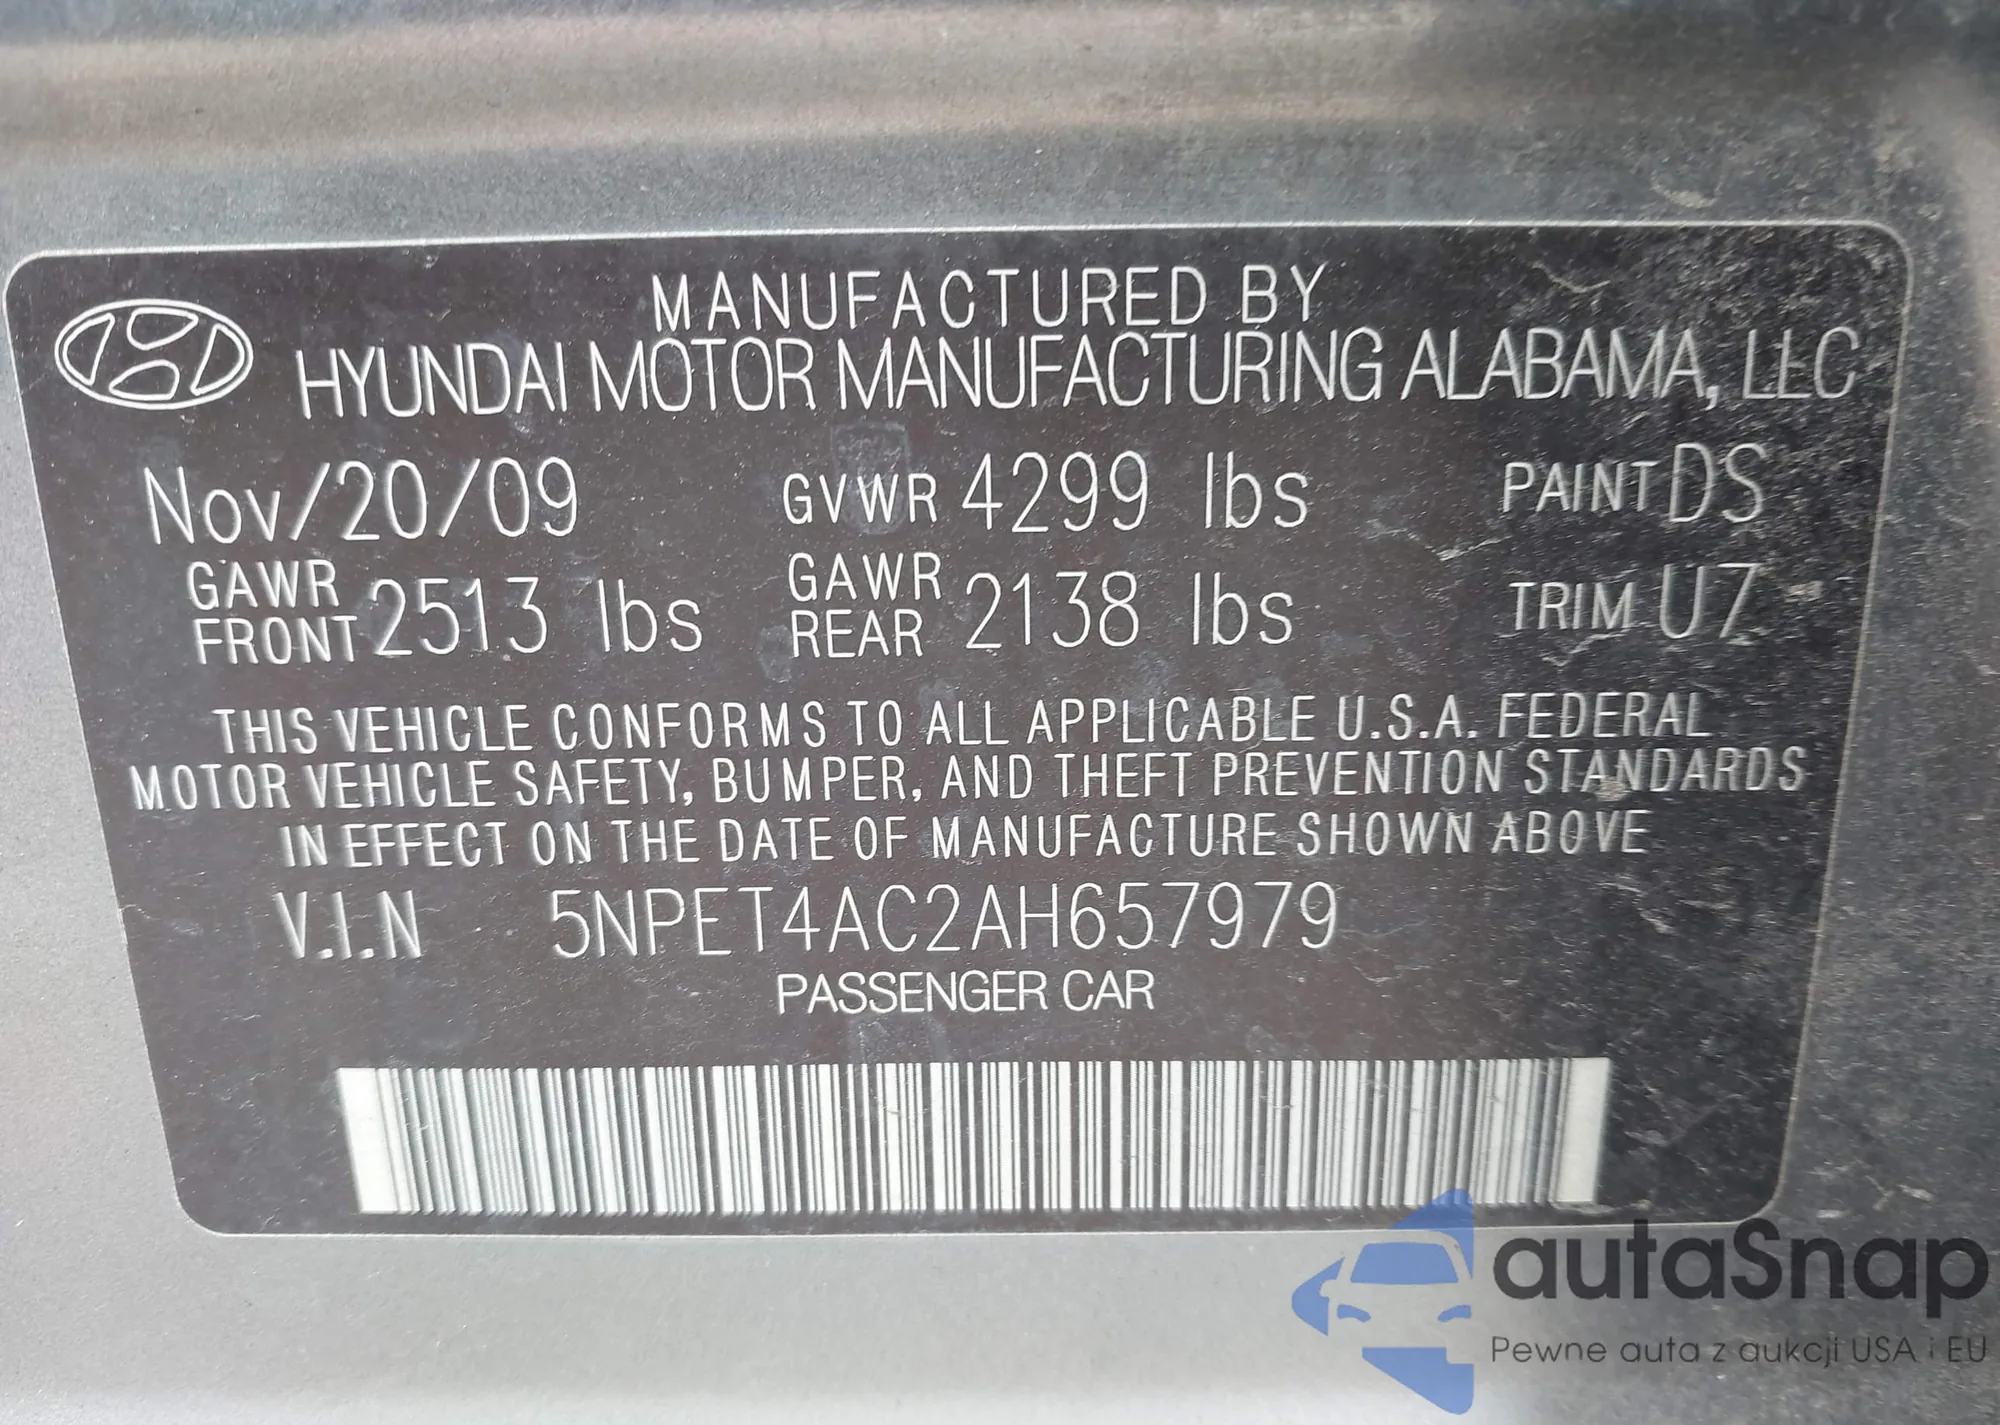 MANUFACTURED BY
HYUNDAI MOTOR MANUFACTURING ALABAMA, LLC
Nov/20/09 GVWR 4299 lbs PAINT DS
GAWR FRONT 2513 lbs GAWR REAR 2138 lbs TRIM U7
THIS VEHICLE CONFORMS TO ALL APPLICABLE U.S.A. FEDERAL
MOTOR VEHICLE SAFETY, BUMPER, AND THEFT PREVENTION STANDARDS
IN EFFECT ON THE DATE OF MANUFACTURE SHOWN ABOVE
V.I.N 5NPET4AC2AH657979
PASSENGER CAR
autaSnap
Pewne auta z aukcji USA i EU